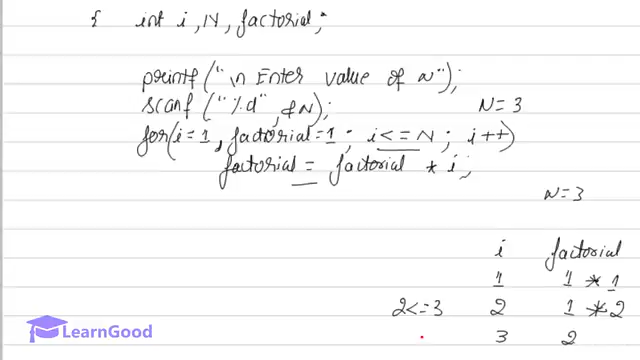 { int i, N, factorial;
printf("\n Enter value of N");
scanf ("%d", &N);
N=3
for(i=1, factorial=1; i<=N; i++)
factorial = factorial * i;
N=3
i factorial
1 1 * 1
2<=3 2 1 * 2
3 2
LearnGood